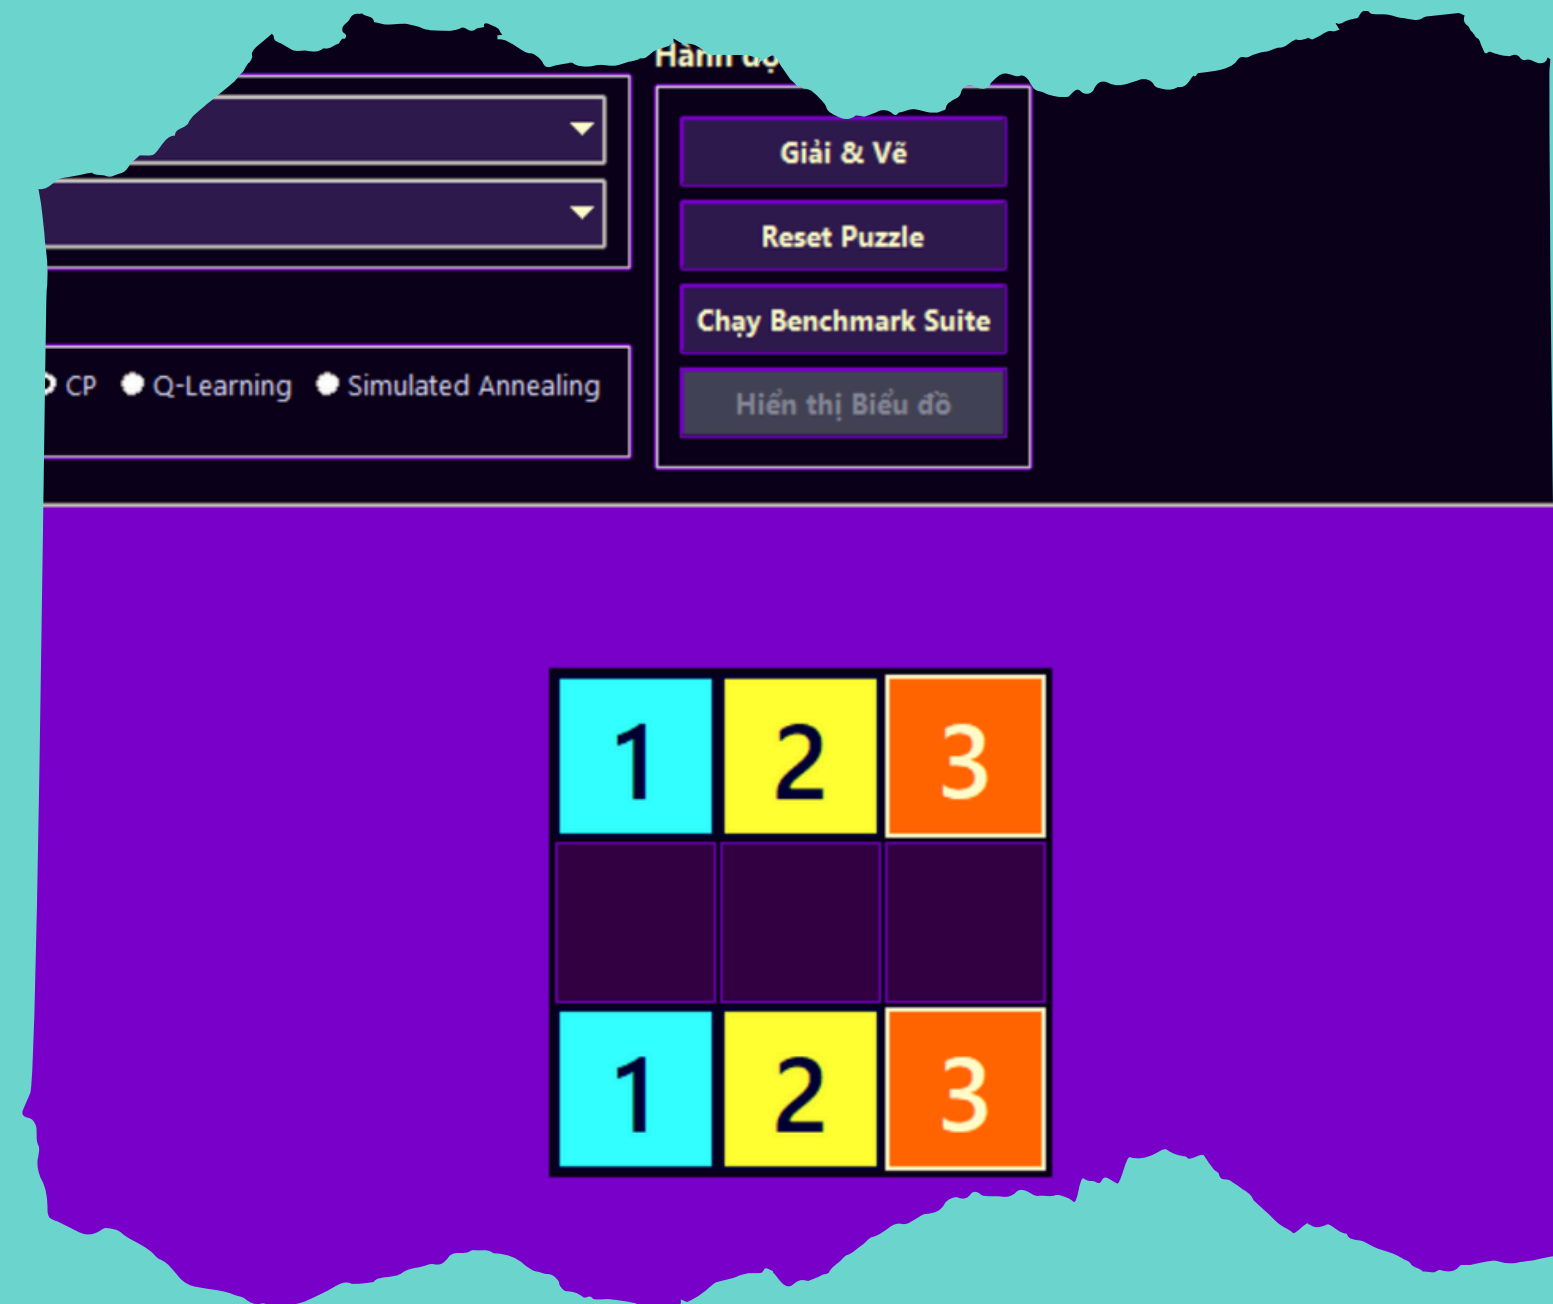 Hành
Giải & Vẽ
Reset Puzzle
Chạy Benchmark Suite
CP Q-Learning Simulated Annealing
Hiển thị Biểu đồ
1 2 3
1 2 3